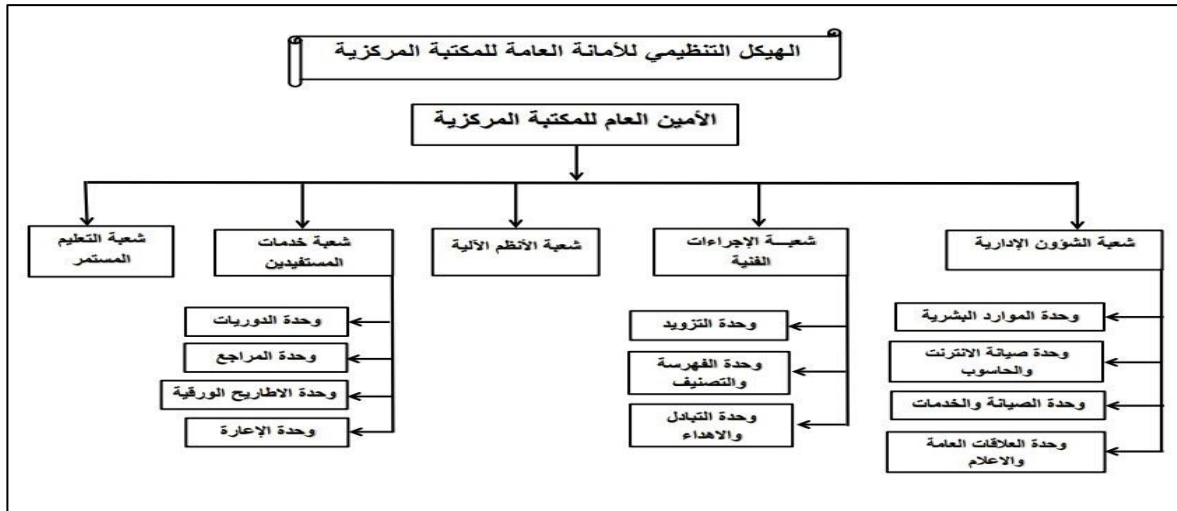 الهيكل التنظيمي للأمانة العامة للمكتبة المركزية
الأمين العام للمكتبة المركزية
شعبة الشؤون الإدارية
وحدة الموارد البشرية
وحدة صيانة الانترنت
والحاسوب
وحدة الصيانة والخدمات
وحدة العلاقات العامة
والاعلام
شعبـــة الإجراءات
الفنية
وحدة التزويد
وحدة الفهرسة
والتصنيف
وحدة التبادل
والاهداء
شعبة الأنظم الآلية
شعبة خدمات
المستفيدين
وحدة الدوريات
وحدة المراجع
وحدة الاطاريح الورقية
وحدة الإعارة
شعبة التعليم
المستمر